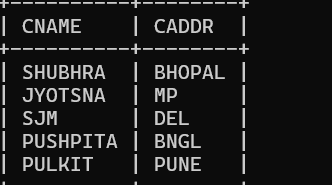 | CNAME | CADDR |
| SHUBHRA | BHOPAL |
| JYOTSNA | MP |
| SJM | DEL |
| PUSHPITA | BNGL |
| PULKIT | PUNE |